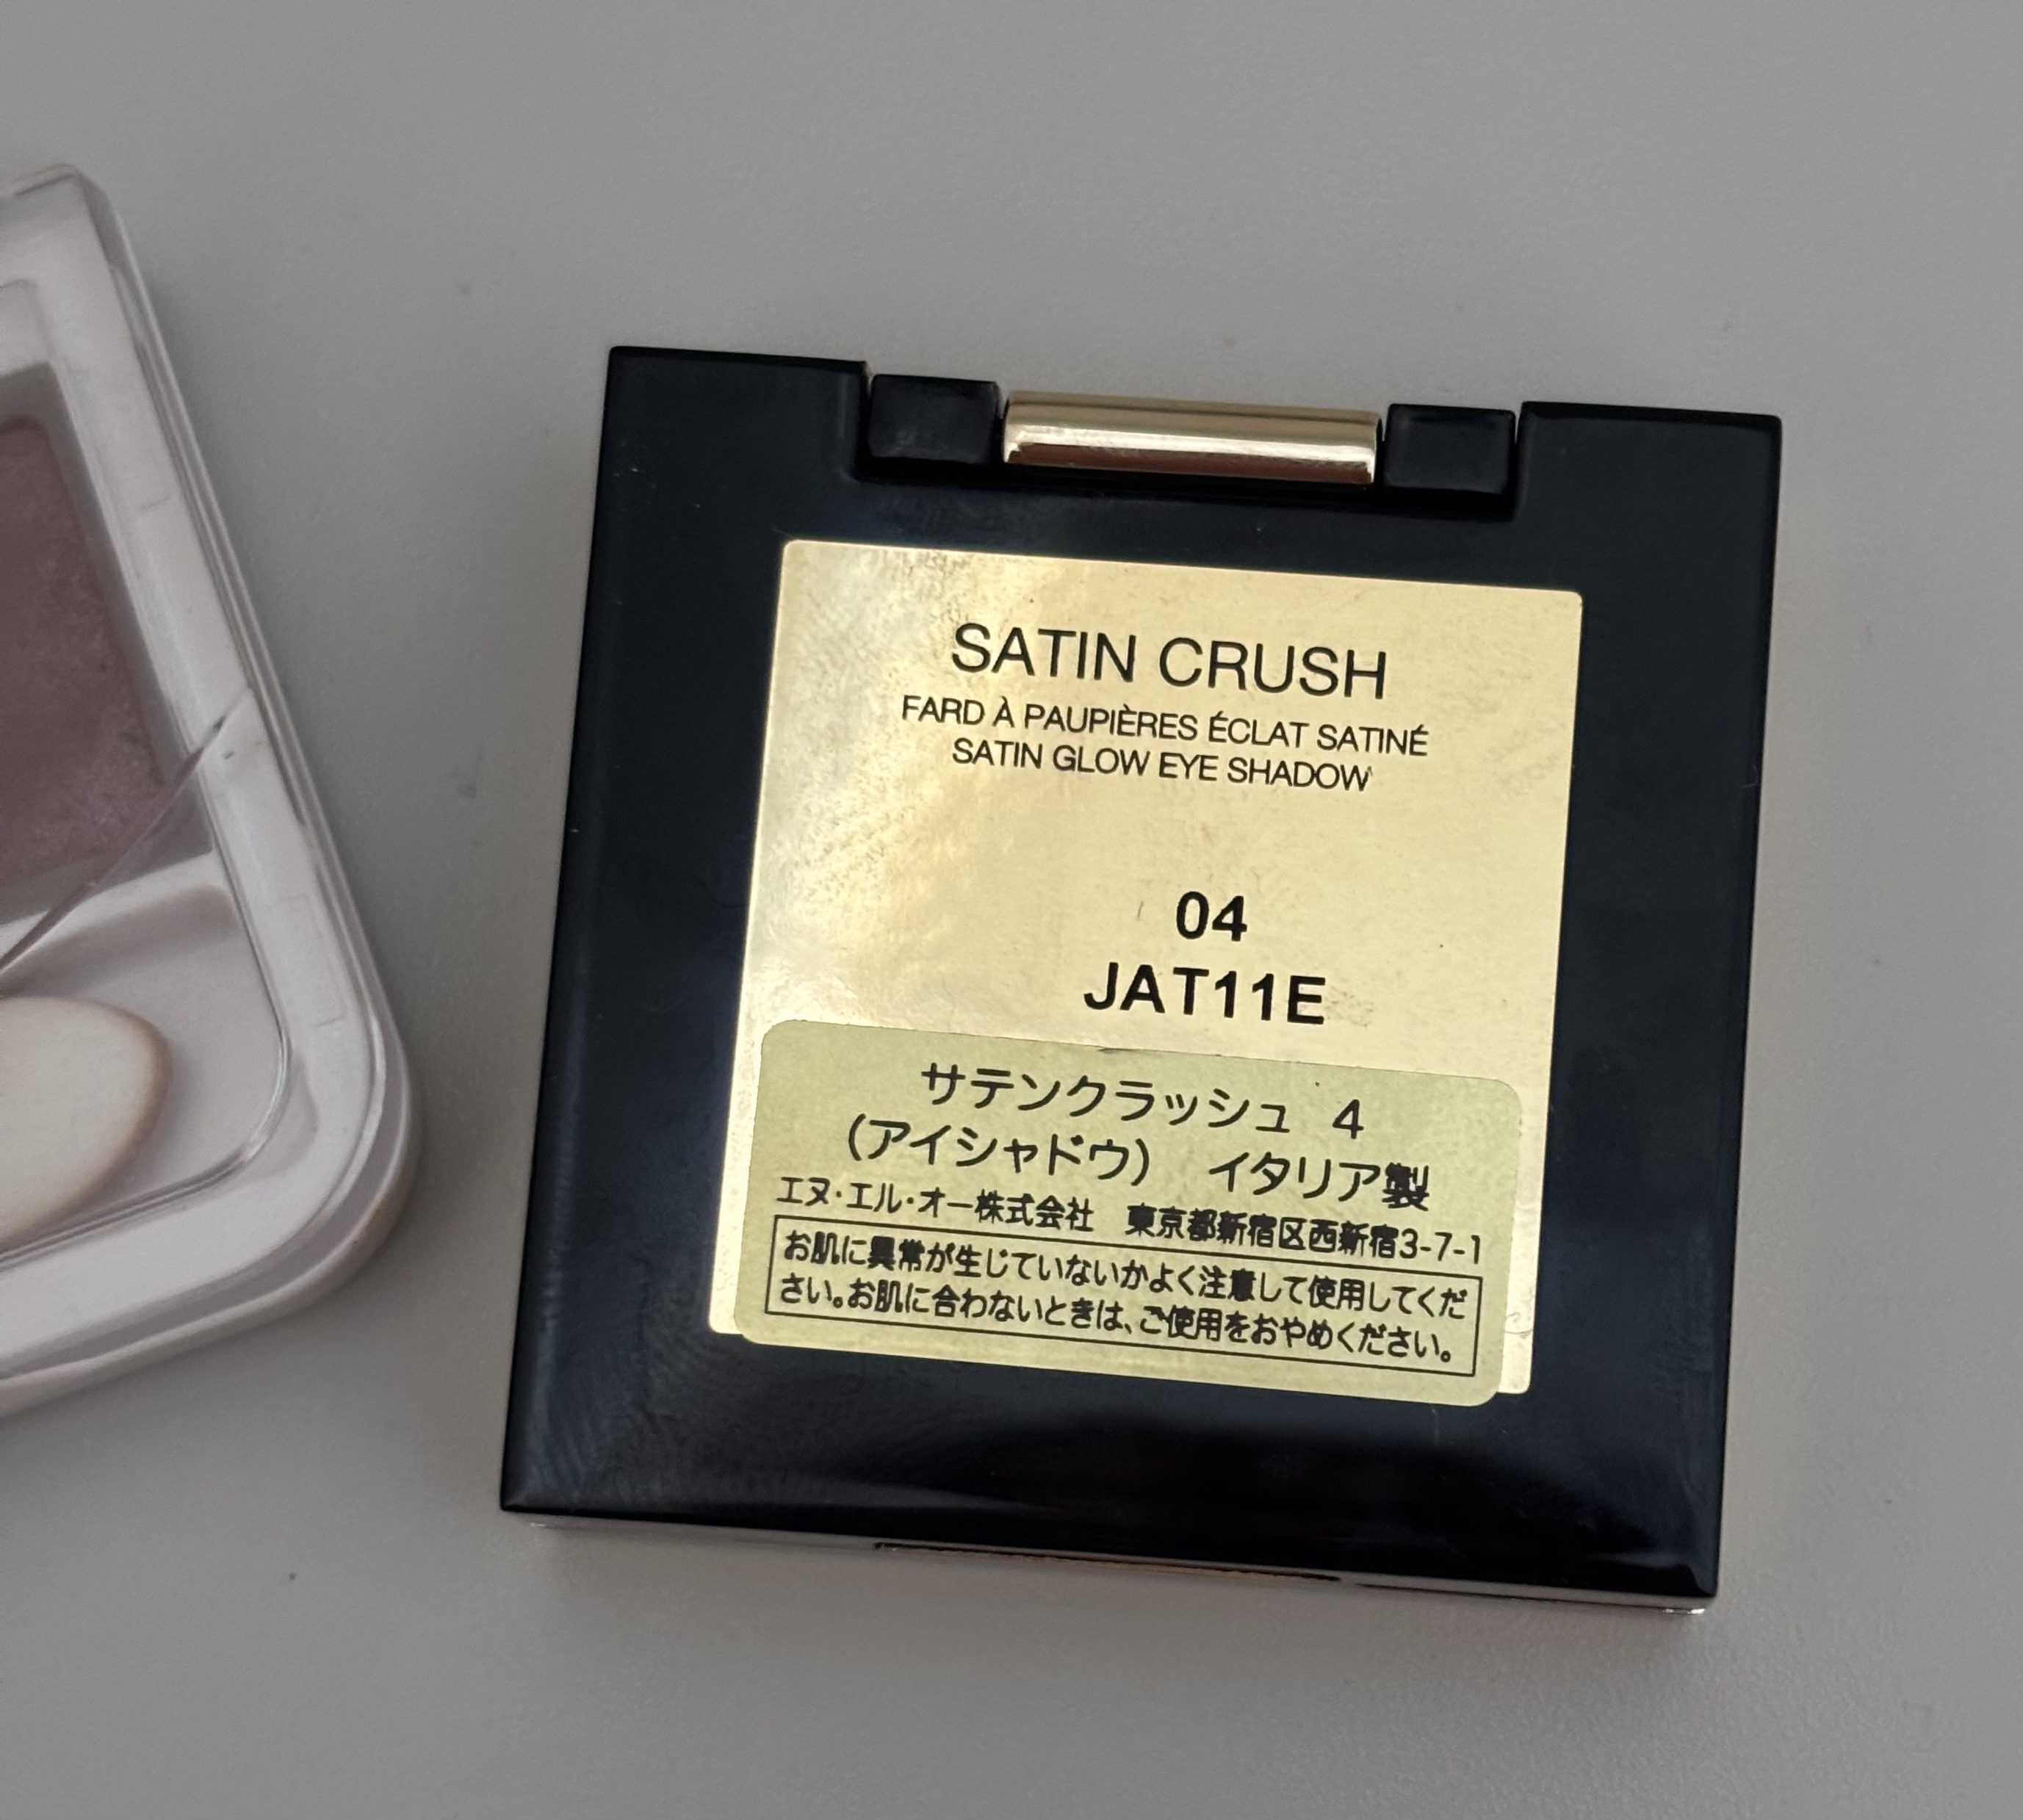 SATIN CRUSH
FARD À PAUPIÈRES ÉCLAT SATINÉ
SATIN GLOW EYE SHADOW
04
JAT11E
サテンクラッシュ 4
(アイシャドウ) イタリア製
エヌ・エル・オー株式会社 東京都新宿区西新宿3-7-1
お肌に異常が生じていないかよく注意して使用してくだ
さい。お肌に合わないときは、ご使用をおやめください。